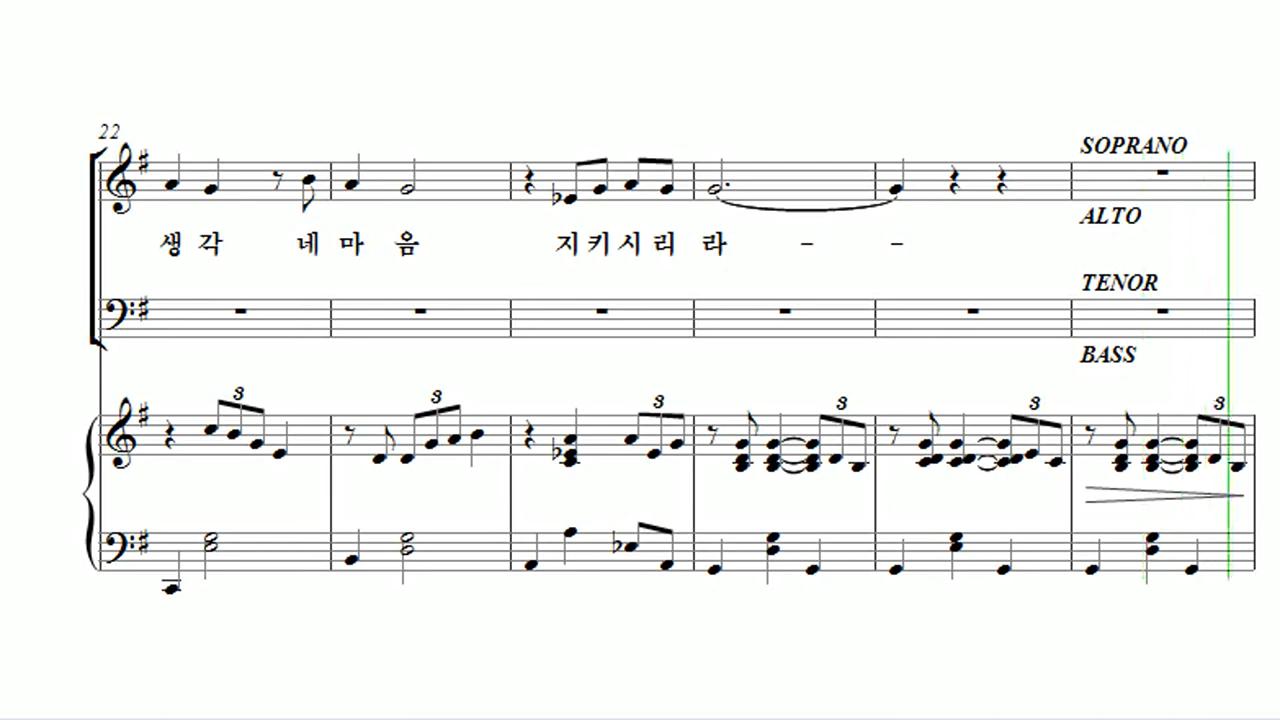 22
SOPRANO
생 각 네 마 음 지 키 시 리 라 - -
ALTO
TENOR
BASS
3 3 3 3 3 3